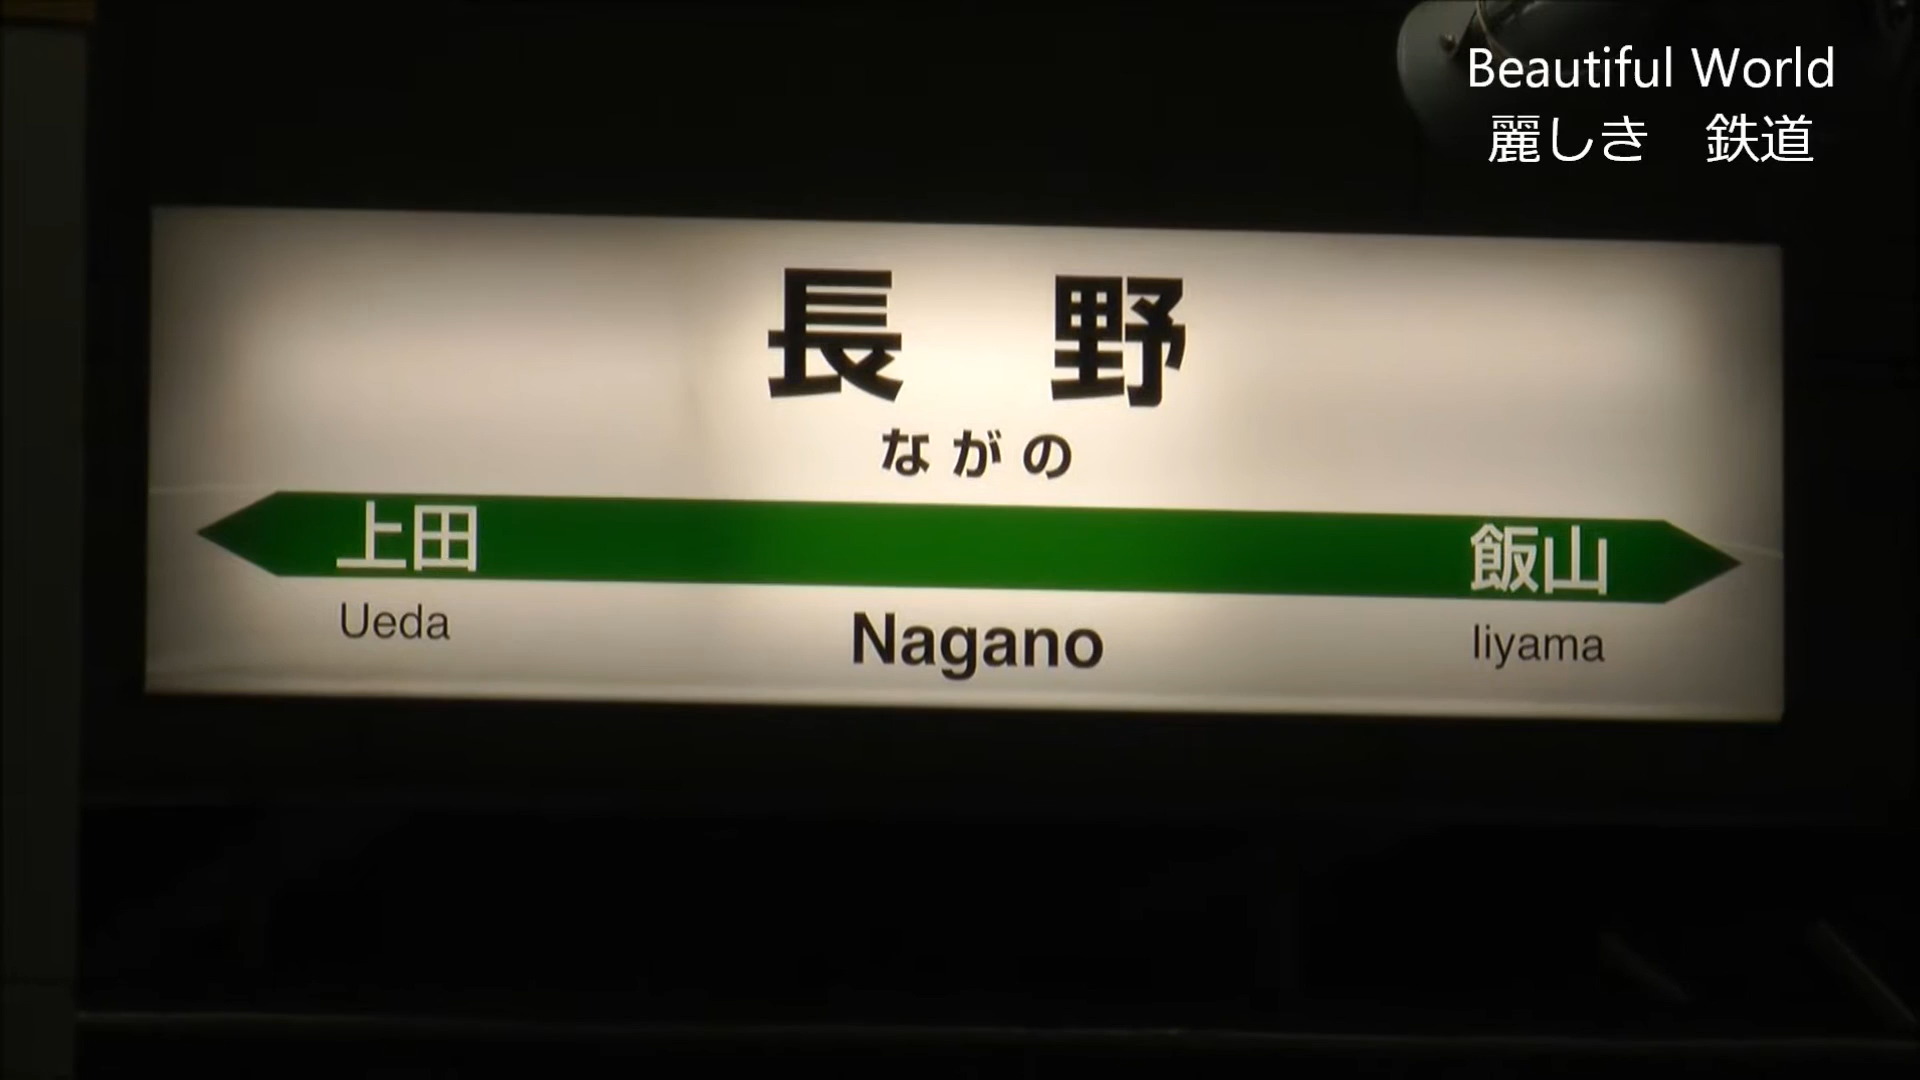 Beautiful World
麗しき　鉄道
長野
ながの
上田 飯山
Ueda Nagano Iiyama